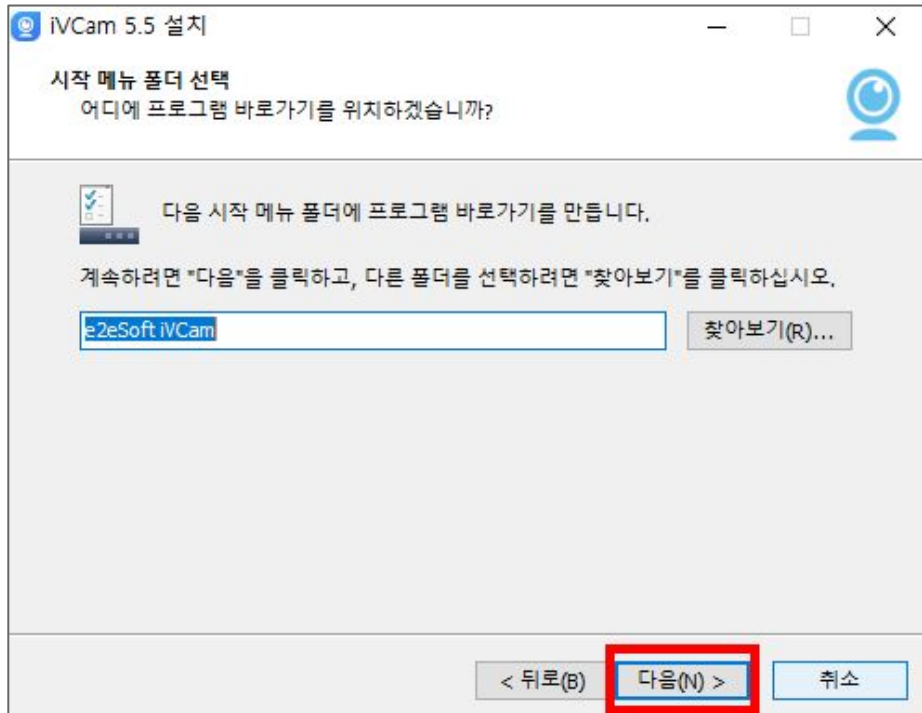 iVCam 5.5 설치
시작 메뉴 폴더 선택
어디에 프로그램 바로가기를 위치하겠습니까?
다음 시작 메뉴 폴더에 프로그램 바로가기를 만듭니다.
계속하려면 "다음"을 클릭하고, 다른 폴더를 선택하려면 "찾아보기"를 클릭하십시오.
e2eSoft iVCam 찾아보기(R)...
< 뒤로(B) 다음(N) > 취소